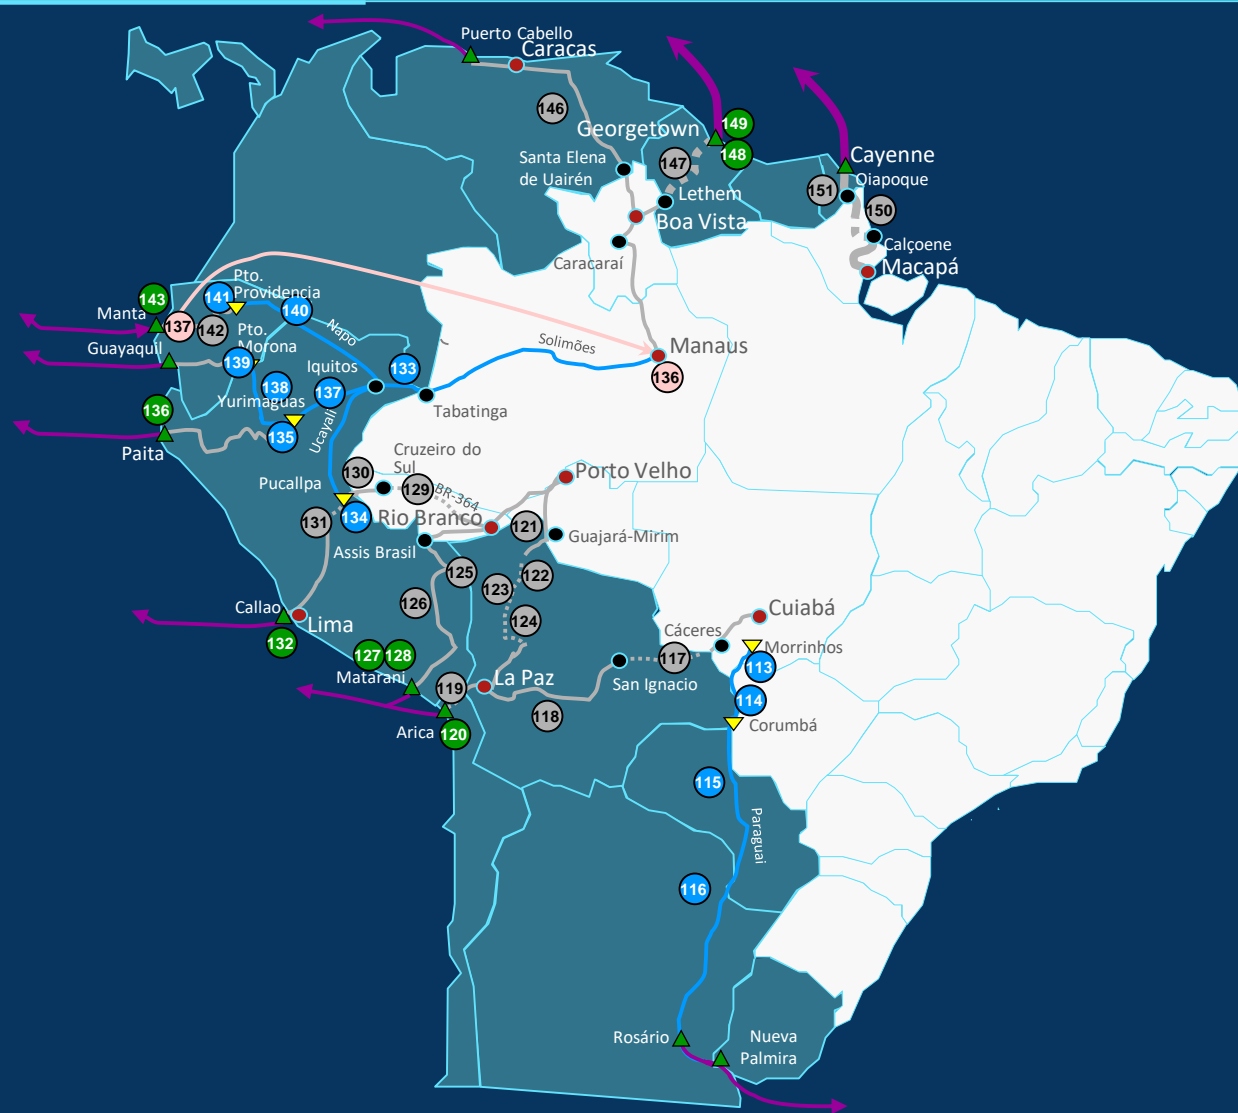 Puerto Cabello
Caracas
146
Georgetown
149
148
Santa Elena
de Uairén
147
Lethem
Boa Vista
Caracaraí
Cayenne
Oiapoque
151
150
Calçoene
Macapá
Pto.
Providencia
141
140
143
Manta
137
142
Napo
Guayaquil
Pto.
Morona
139
Iquitos
133
138
137
Yurimaguas
Solimões
Manaus
136
Tabatinga
136
Paita
135
Ucayali
Cruzeiro do
Sul
130
129
BR-364
Porto Velho
Pucallpa
134
131
Rio Branco
121
Guajará-Mirim
Assis Brasil
125
122
123
126
124
Callao
Lima
132
127
128
Matarani
119
La Paz
118
Arica
120
San Ignacio
117
Cáceres
Cuiabá
Morrinhos
113
114
Corumbá
115
Paraguai
116
Rosário
Nueva
Palmira